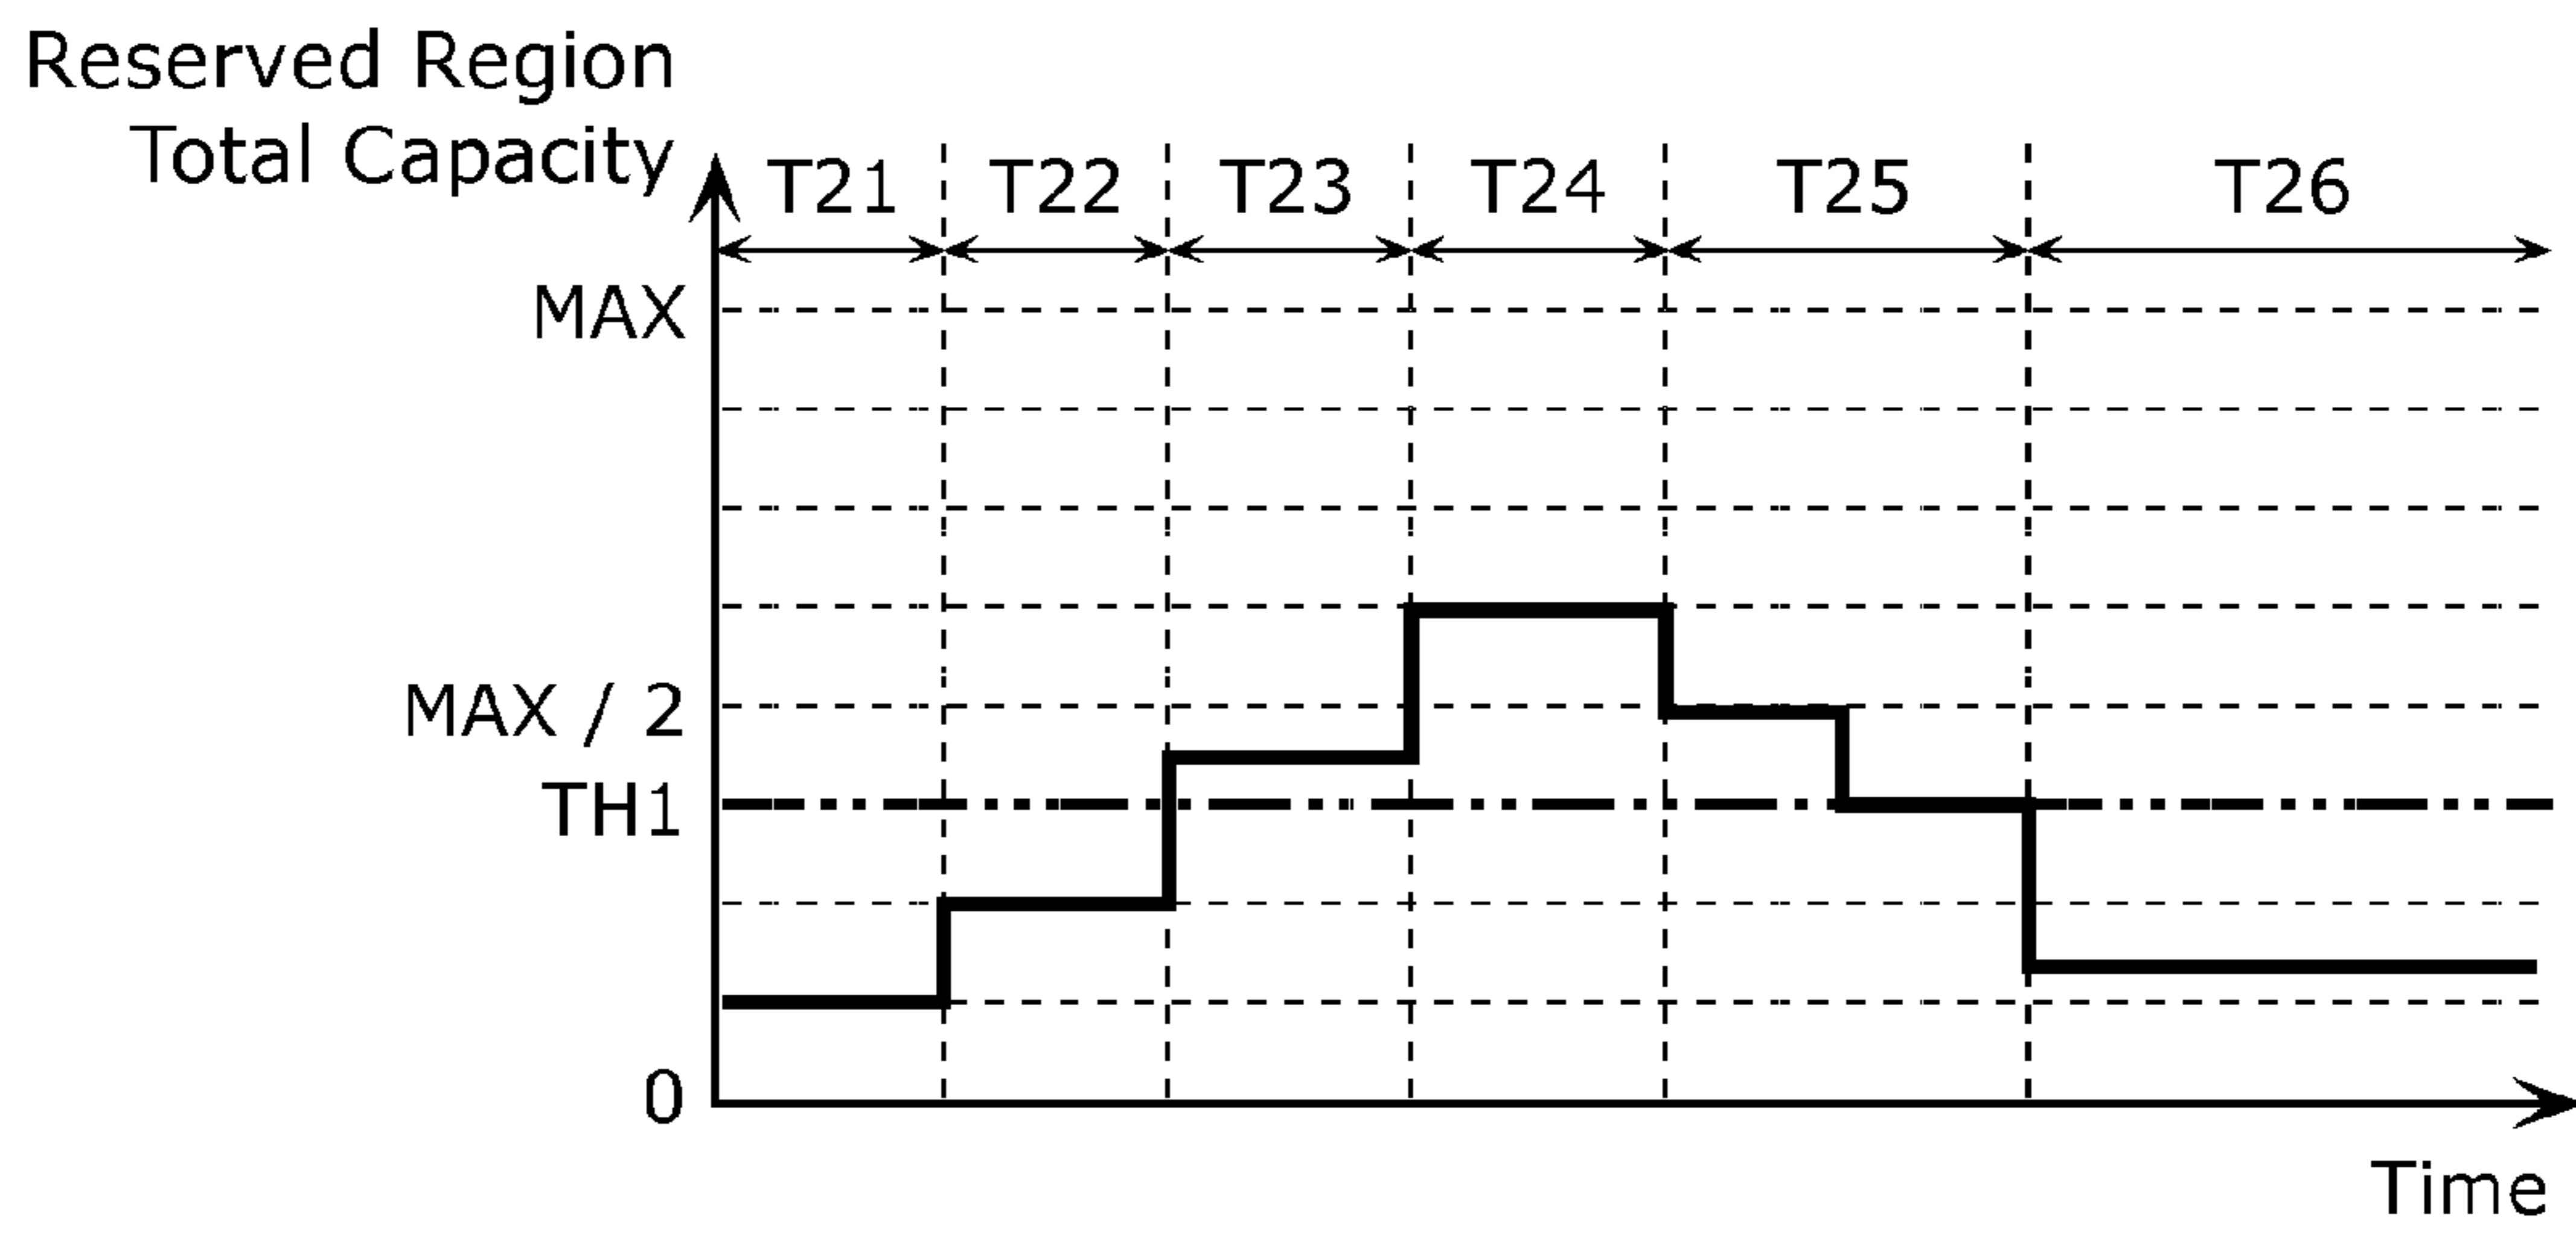 Reserved Region
Total Capacity
T21 T22 T23 T24 T25 T26
MAX
MAX / 2
TH1
0
Time